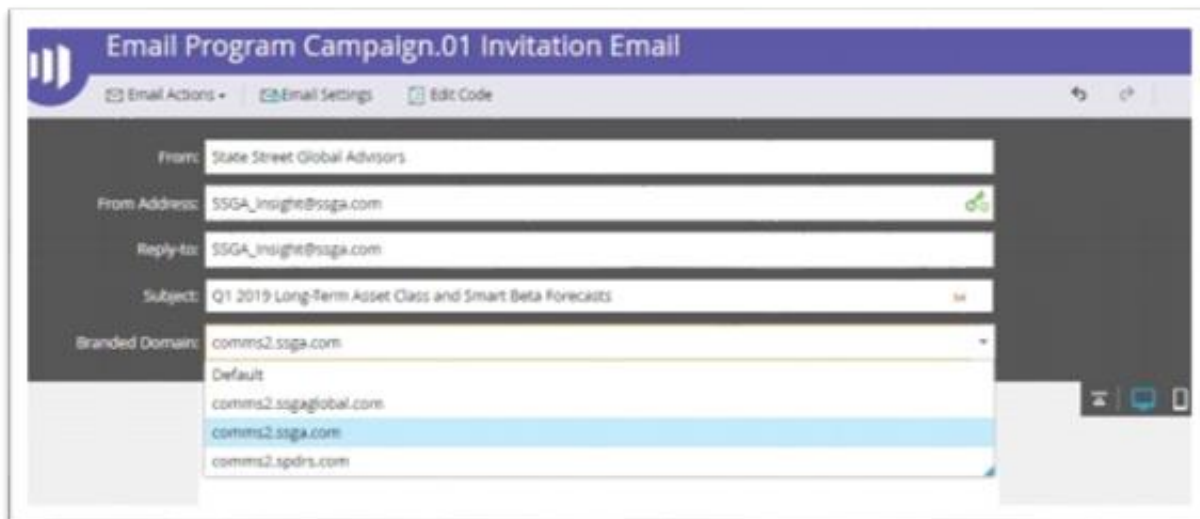 Email Program Campaign.01 Invitation Email
Email Actions Email Settings Edit Code
From: State Street Global Advisors
From Address: SSGA_Insight@ssga.com
Reply-to: SSGA_Insight@ssga.com
Subject: Q1 2019 Long-Term Asset Class and Smart Beta Forecasts
Branded Domain: comms2.ssga.com
Default
comms2.ssgaglobal.com
comms2.ssga.com
comms2.spdrs.com